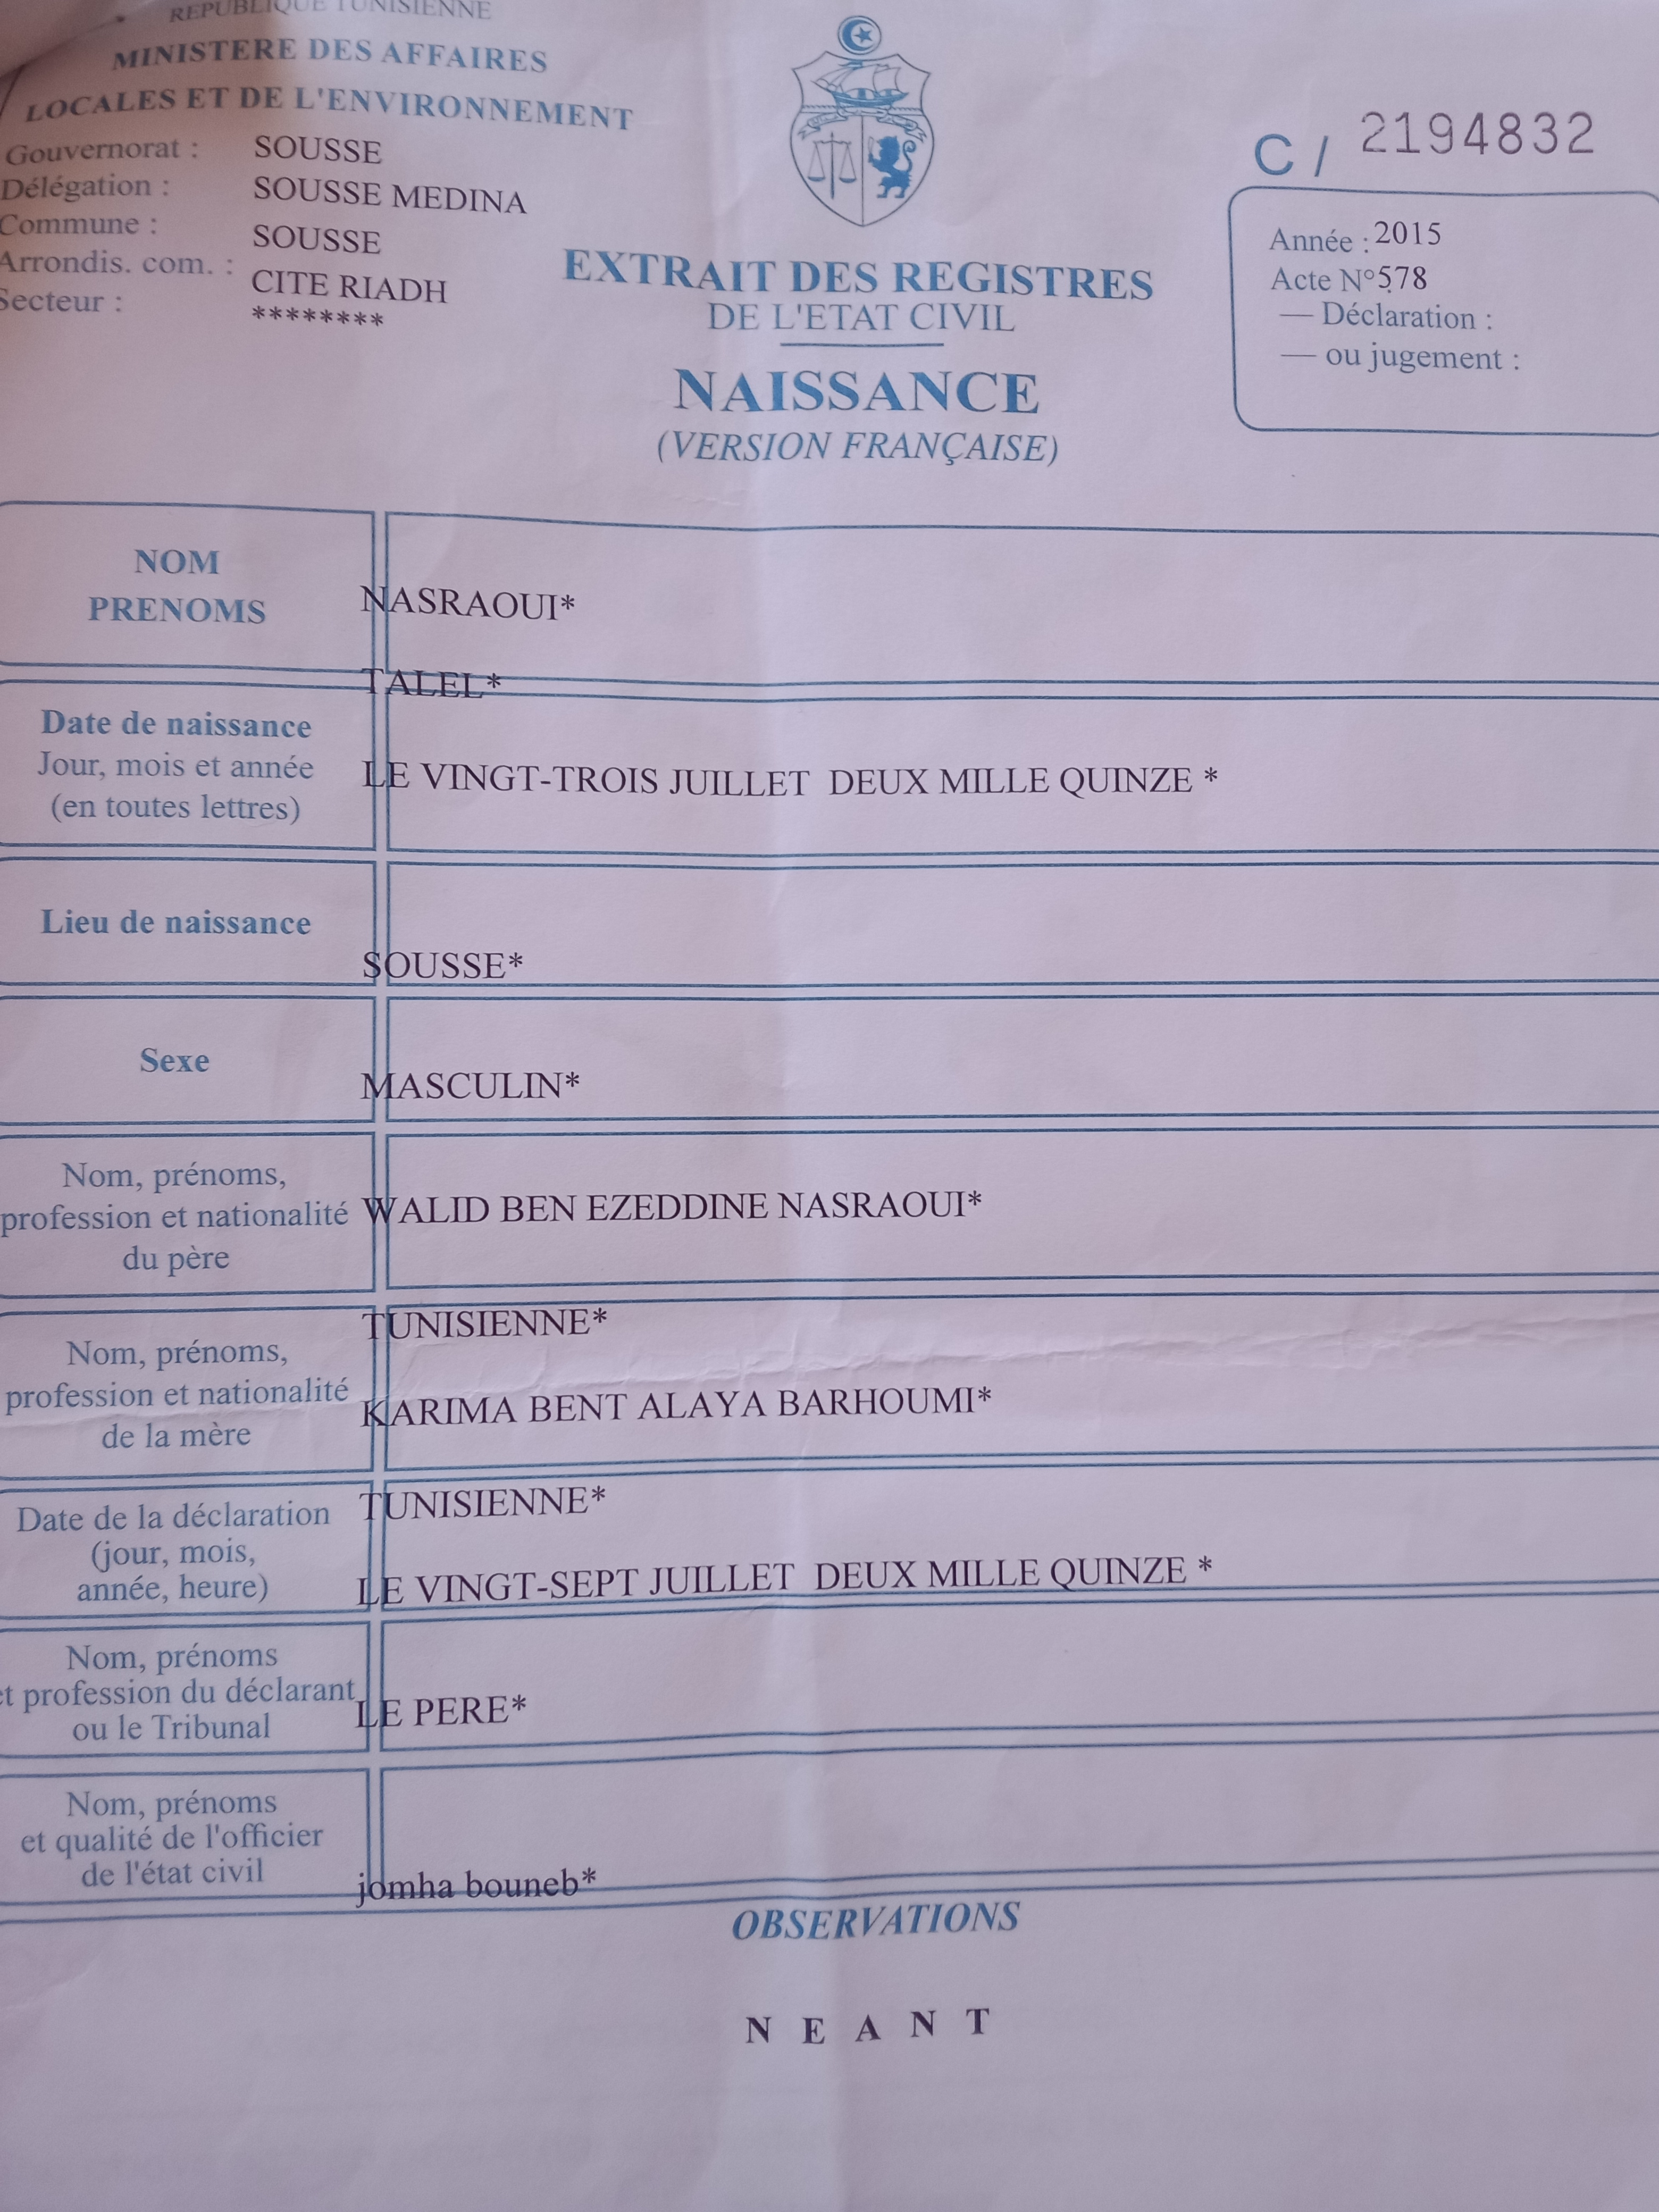 REPUBLIQUE TUNISIENNE
MINISTERE DES AFFAIRES
LOCALES ET DE L'ENVIRONNEMENT
Gouvernorat : SOUSSE
Délégation : SOUSSE MEDINA
Commune : SOUSSE
Arrondis. com. : CITE RIADH
Secteur : ********
C / 2194832
Année : 2015
Acte N° 578
— Déclaration :
— ou jugement :
EXTRAIT DES REGISTRES
DE L'ETAT CIVIL
NAISSANCE
(VERSION FRANÇAISE)
NOM
PRENOMS
NASRAOUI*
TALEL*
Date de naissance
Jour, mois et année
(en toutes lettres)
LE VINGT-TROIS JUILLET DEUX MILLE QUINZE *
Lieu de naissance
SOUSSE*
Sexe
MASCULIN*
Nom, prénoms,
profession et nationalité
du père
WALID BEN EZEDDINE NASRAOUI*
TUNISIENNE*
Nom, prénoms,
profession et nationalité
de la mère
KARIMA BENT ALAYA BARHOUMI*
TUNISIENNE*
Date de la déclaration
(jour, mois,
année, heure)
LE VINGT-SEPT JUILLET DEUX MILLE QUINZE *
Nom, prénoms
et profession du déclarant
ou le Tribunal
LE PERE*
Nom, prénoms
et qualité de l'officier
de l'état civil
jomha bouneb*
OBSERVATIONS
N E A N T